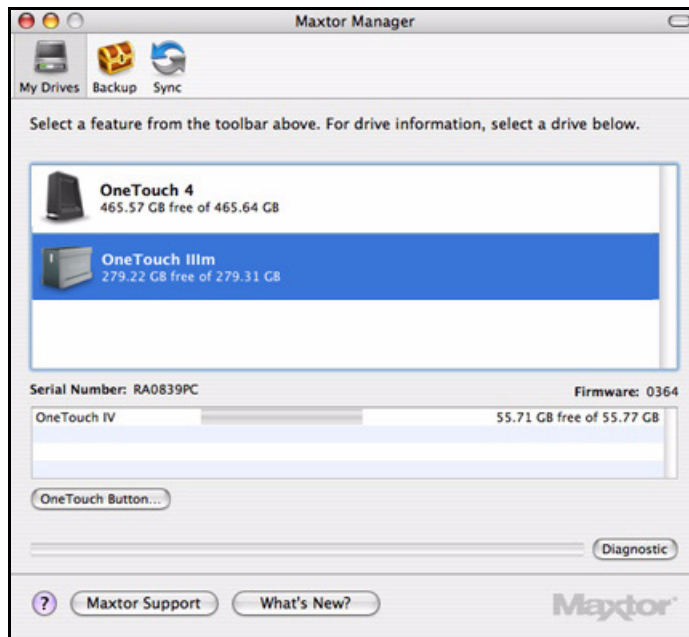 Maxtor Manager
My Drives Backup Sync
Select a feature from the toolbar above. For drive information, select a drive below.
OneTouch 4
465.57 GB free of 465.64 GB
OneTouch IIIm
279.22 GB free of 279.31 GB
Serial Number: RA0839PC Firmware: 0364
OneTouch IV 55.71 GB free of 55.77 GB
OneTouch Button...
Diagnostic
? Maxtor Support What's New? Maxtor